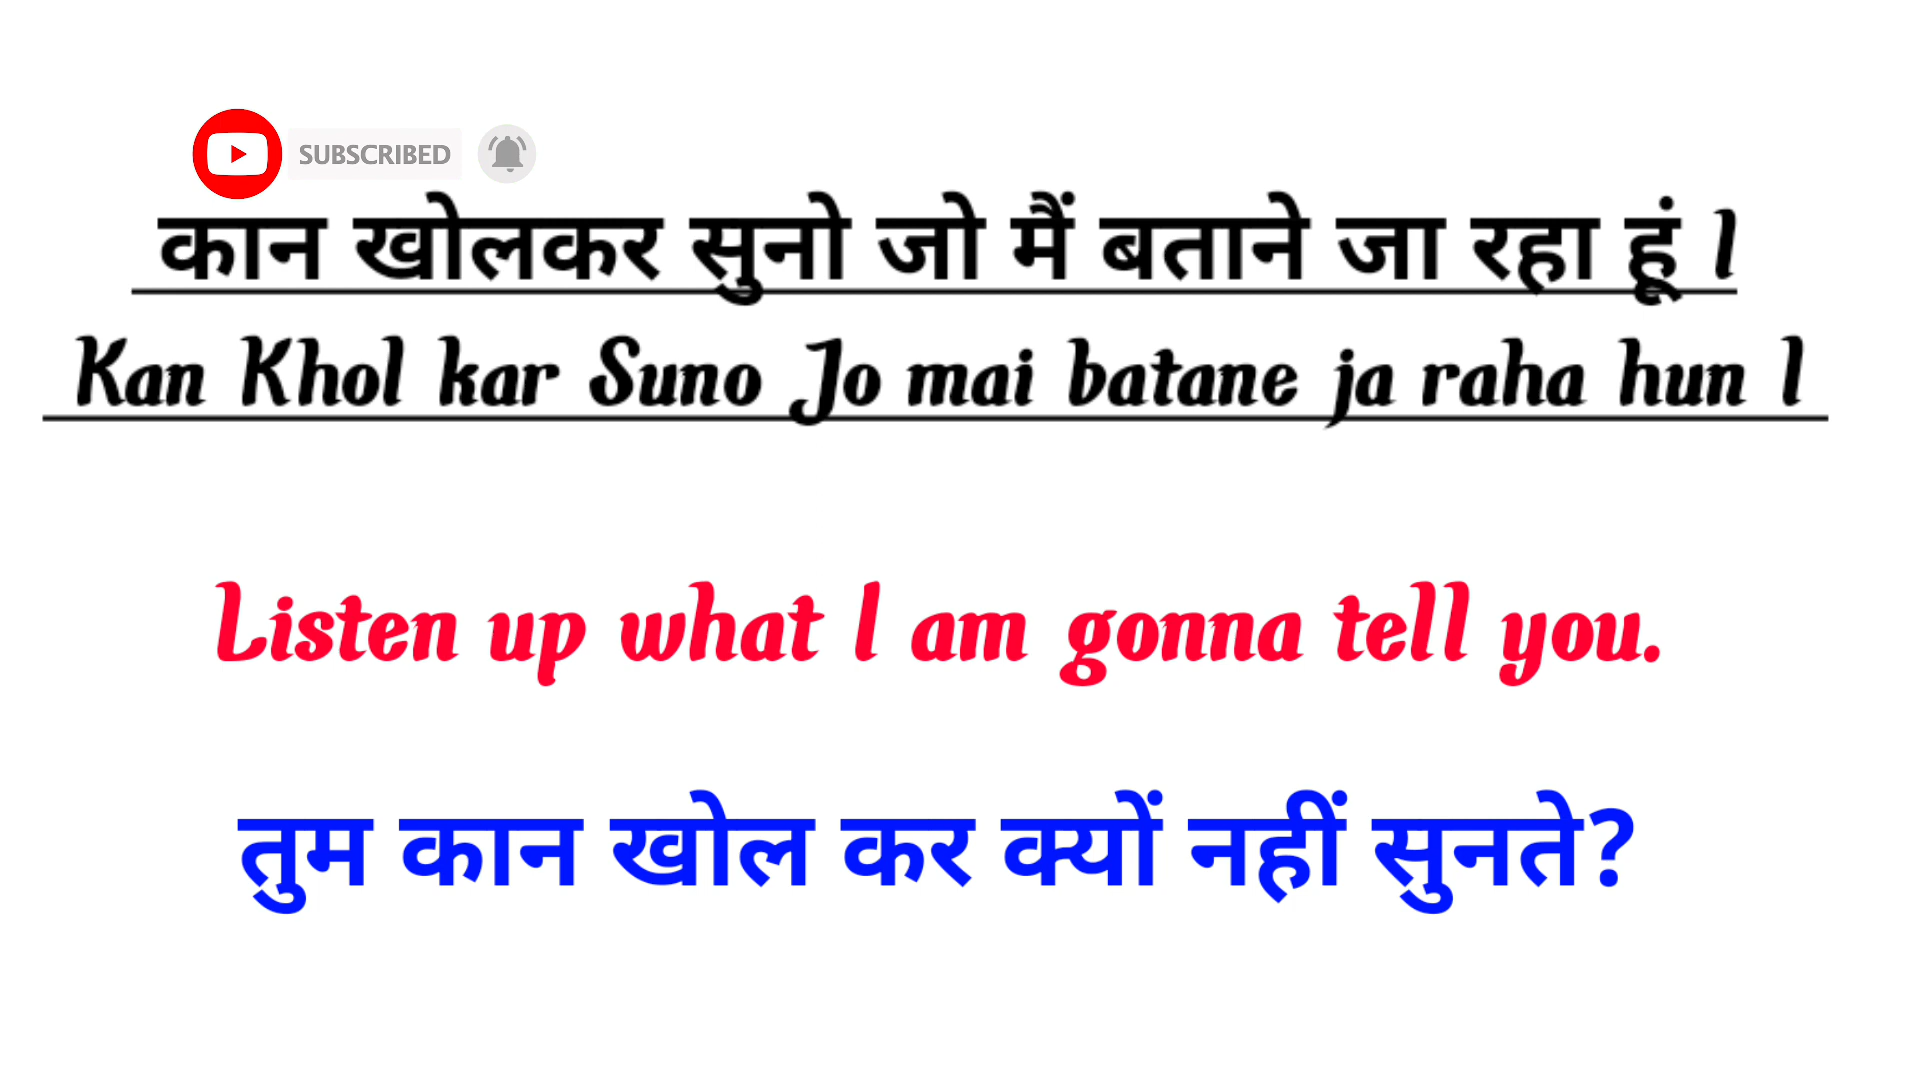 SUBSCRIBED
कान खोलकर सुनो जो मैं बताने जा रहा हूं l
Kan Khol kar Suno Jo mai batane ja raha hun l
Listen up what I am gonna tell you.
तुम कान खोल कर क्यों नहीं सुनते?